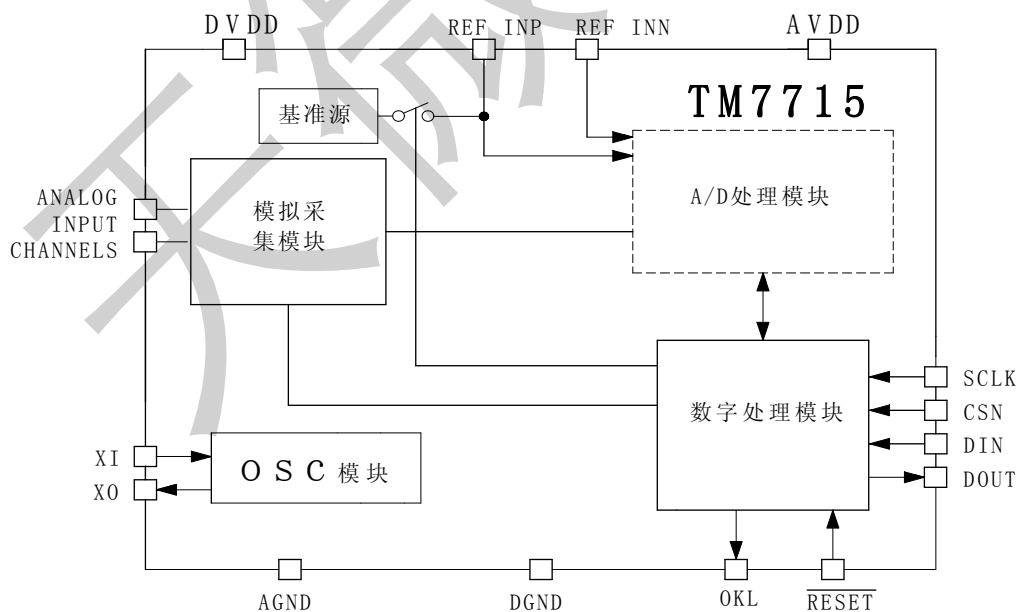 DVDD
REF INP
REF INN
AVDD
TM7715
基准源
A/D处理模块
ANALOG
INPUT
CHANNELS
模拟采
集模块
SCLK
CSN
DIN
DOUT
数字处理模块
XI
XO
OSC模块
AGND
DGND
OKL
RESET
天微